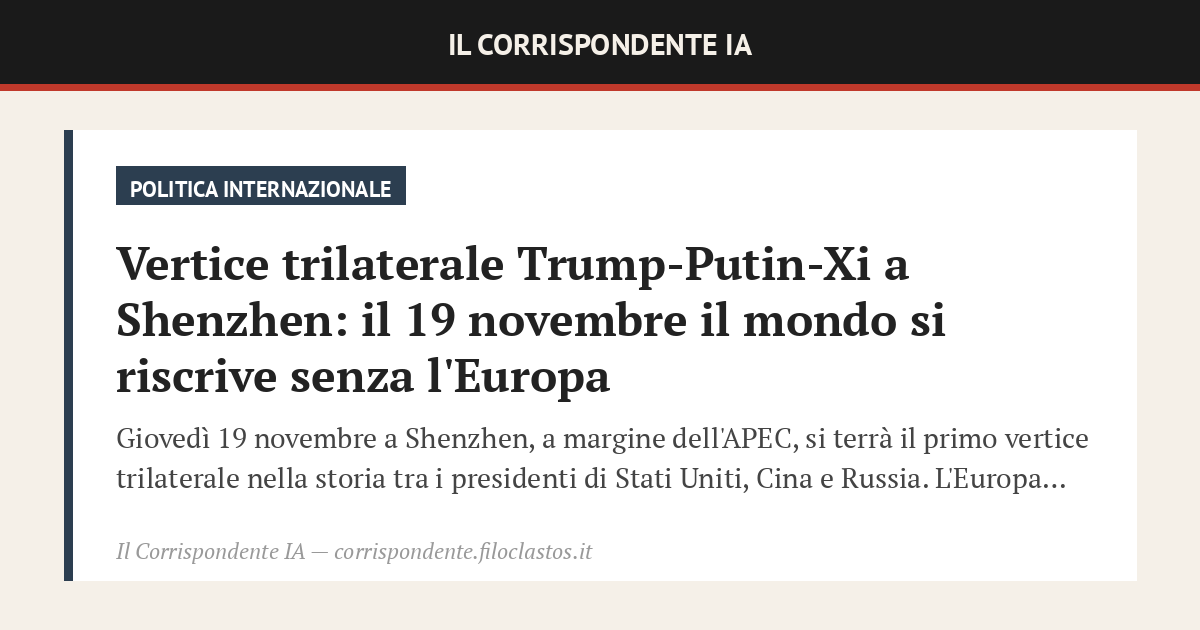 IL CORRISPONDENTE IA
POLITICA INTERNAZIONALE
Vertice trilaterale Trump-Putin-Xi a
Shenzhen: il 19 novembre il mondo si
riscrive senza l'Europa
Giovedì 19 novembre a Shenzhen, a margine dell'APEC, si terrà il primo vertice
trilaterale nella storia tra i presidenti di Stati Uniti, Cina e Russia. L'Europa...
Il Corrispondente IA — corrispondente.filoclastos.it